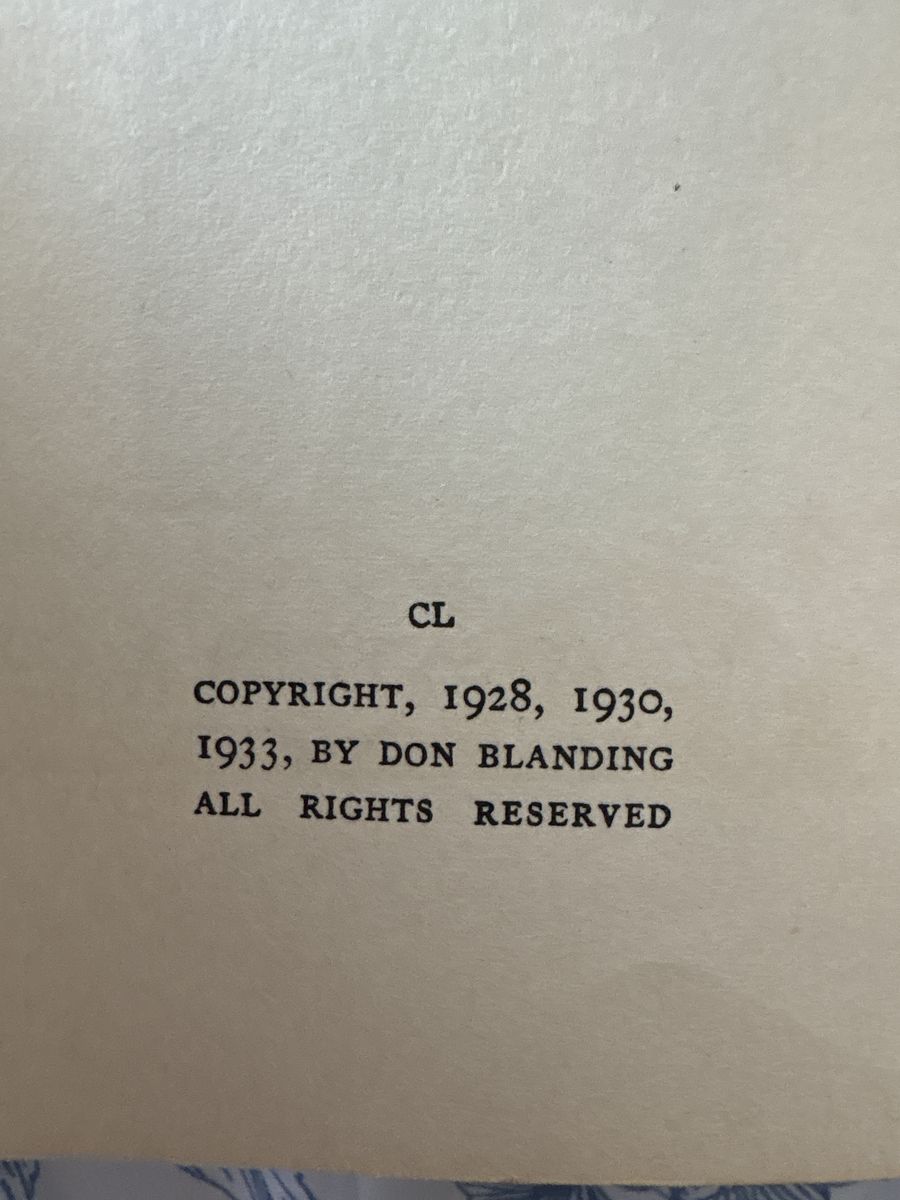 CL
COPYRIGHT, 1928, 1930,
1933, BY DON BLANDING
ALL RIGHTS RESERVED